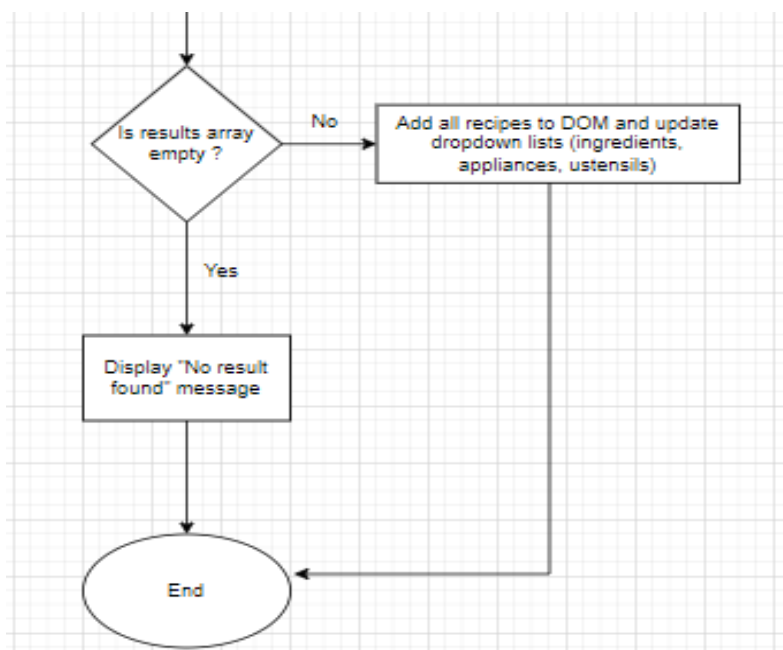 Is results array
empty ?
No
Add all recipes to DOM and update
dropdown lists (ingredients,
appliances, ustensils)
Yes
Display "No result
found" message
End